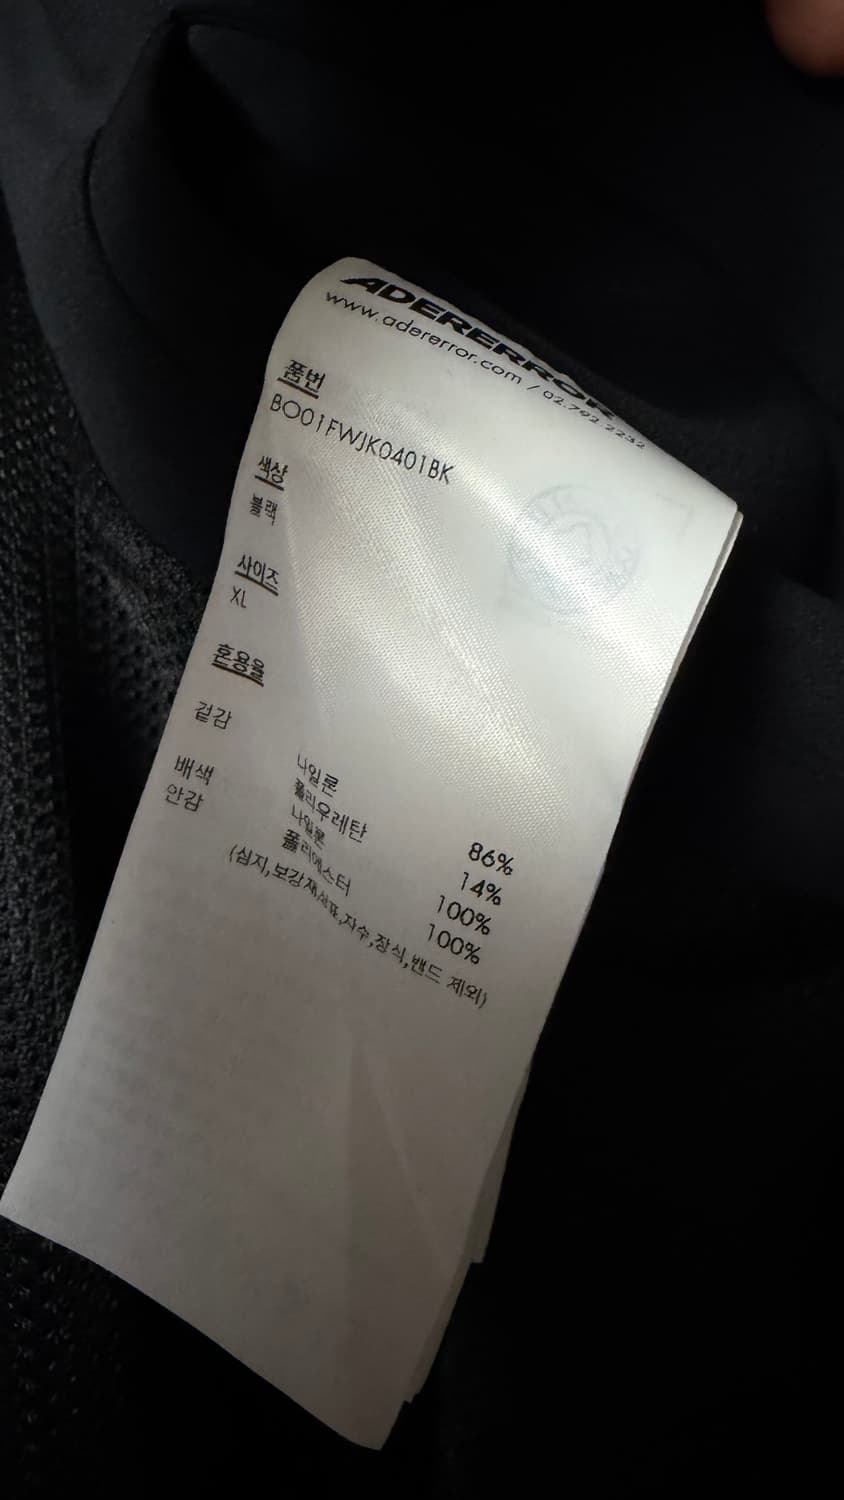 ADERERROR
www.adererror.com / 02.792.2232
품번
BO01FWJK0401BK
색상
블랙
사이즈
XL
혼용율
겉감 나일론 86%
폴리우레탄 14%
배색 나일론 100%
안감 폴리에스터 100%
(심지,보강재,상표,자수,장식,밴드 제외)